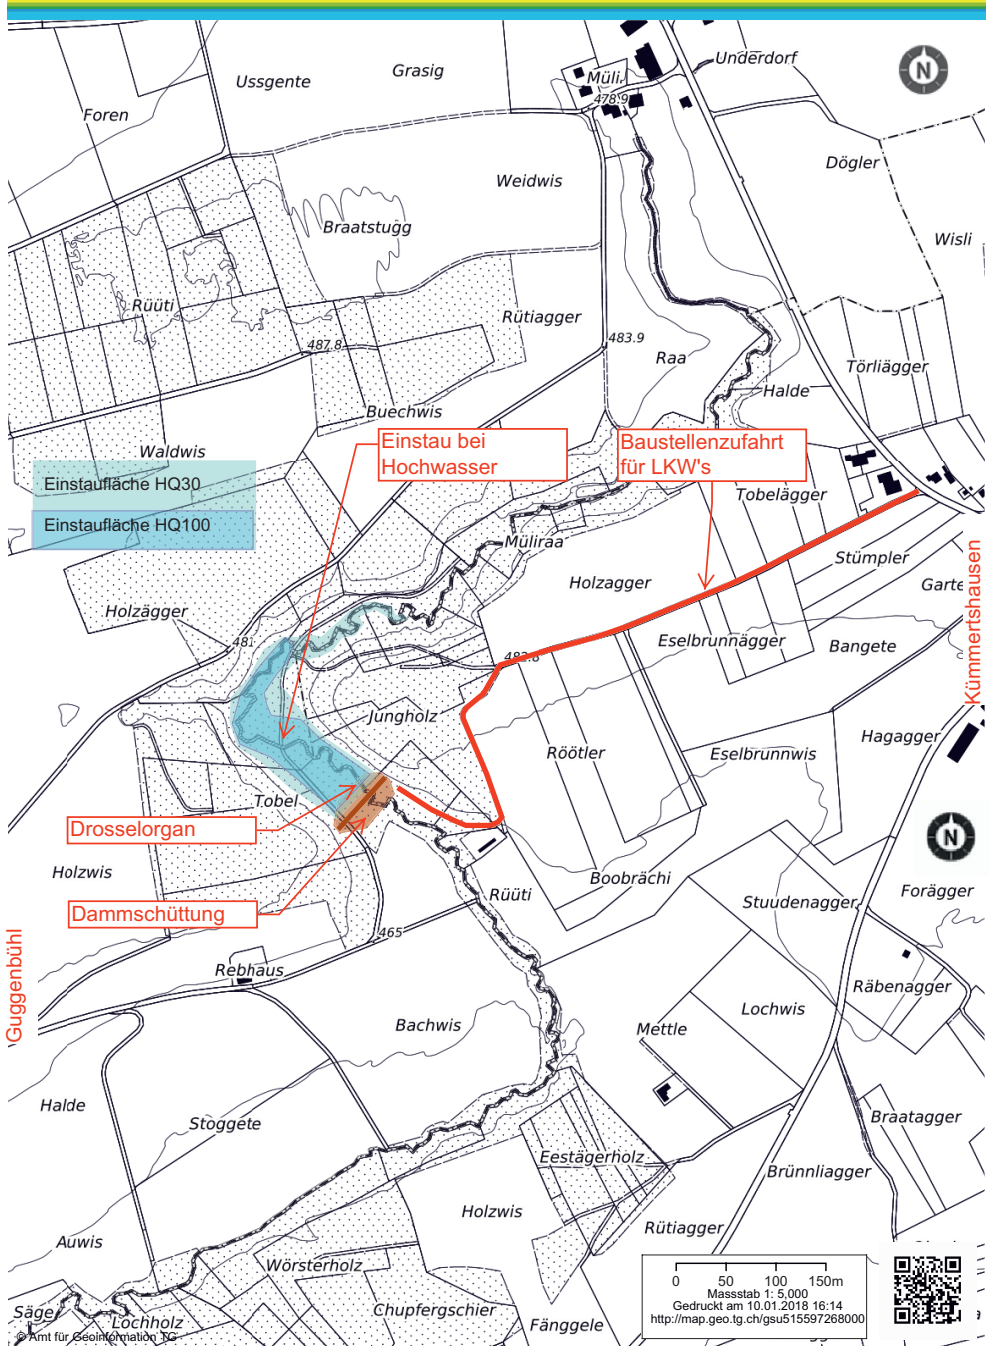 Grasig
Underdorf
Ussgente
Müli.
N
478.9
Foren
Dögler
Weidwis
Braatstugg
Wisli
Rüüti
Rütiagger
487.8
483.9
Raa
Törliägger
Halde
Buechwis
Einstau bei
Hochwasser
Baustellenzufahrt
für LKW's
Waldwis
Einstaufläche HQ30
Tobelägger
Einstaufläche HQ100
Müliraa
Stümpler
Holzagger
Garte
Kümmertshausen
Holzägger
481
Eselbrunnägger
Bangete
482.8
Jungholz
Hagagger
Röötler
Eselbrunnwis
Tobel
Drosselorgan
N
Holzwis
Boobrächi
Rüüti
Forägger
Stuudenagger
Dammschüttung
465
Guggenbühl
Rebhaus
Räbenagger
Lochwis
Bachwis
Mettle
Halde
Stoggete
Braatagger
Eestägerholz
Brünnliagger
Holzwis
Rütiagger
Auwis
Wörsterholz
0 50 100 150m
Massstab 1: 5,000
Gedruckt am 10.01.2018 16:14
http://map.geo.tg.ch/gsu515597268000
Säge
Lochholz
Chupfergschier
Fänggele
© Amt für Geoinformation TG